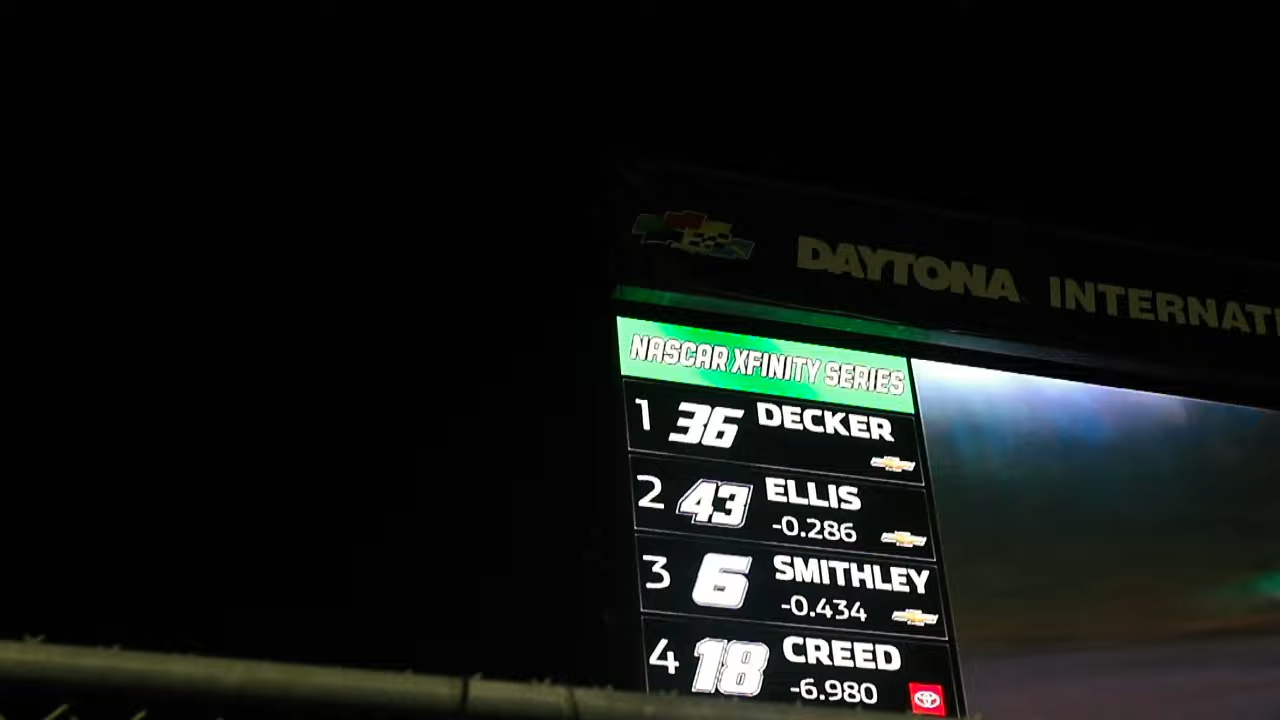 DAYTONA INTERNAT
NASCAR XFINITY SERIES
1 36 DECKER
2 43 ELLIS
-0.286
3 6 SMITHLEY
-0.434
4 18 CREED
-6.980